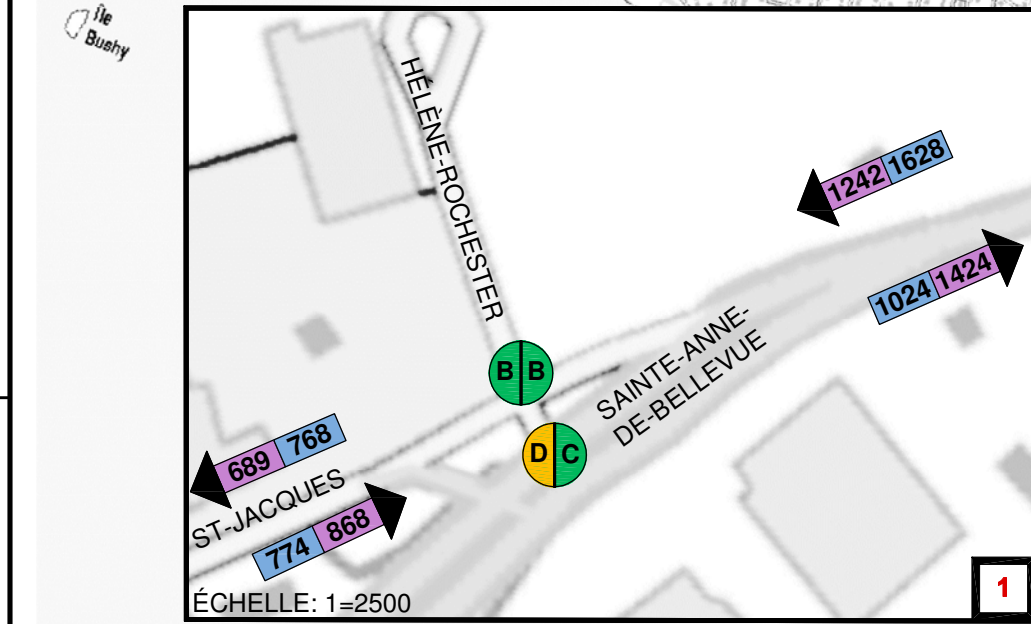 Île
Bushy
HÉLÈNE-ROCHESTER
1242 1628
1024 1424
B B
SAINTE-ANNE-
DE-BELLEVUE
D C
689 768
ST-JACQUES
774 868
ÉCHELLE: 1=2500
1